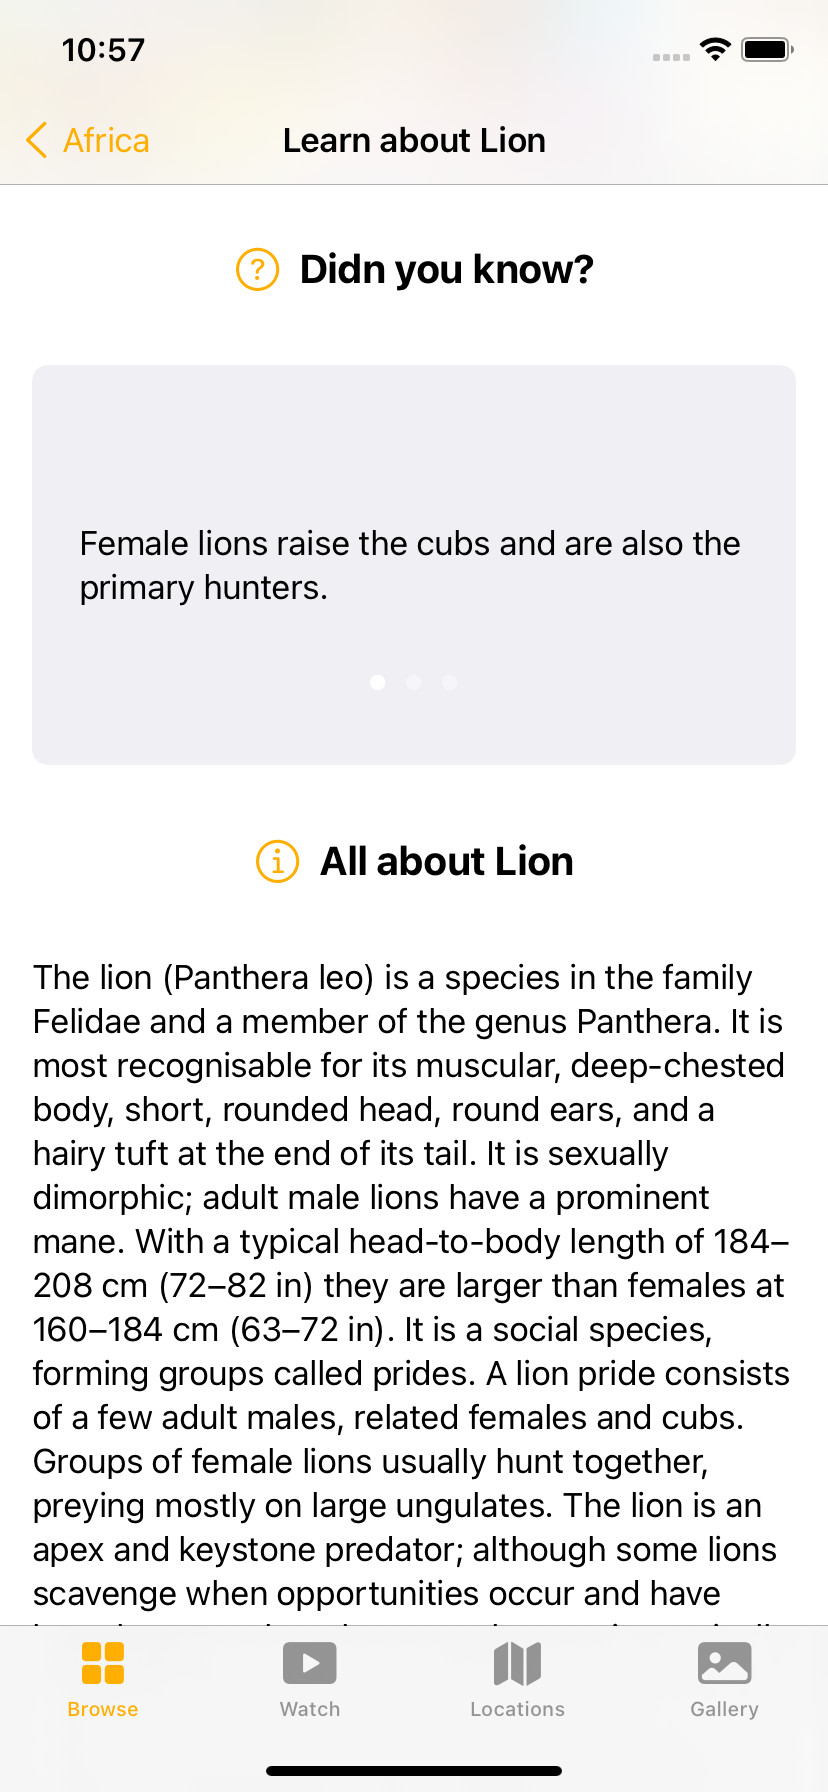 10:57
Africa
Learn about Lion
Didn you know?
Female lions raise the cubs and are also the
primary hunters.
All about Lion
The lion (Panthera leo) is a species in the family
Felidae and a member of the genus Panthera. It is
most recognisable for its muscular, deep-chested
body, short, rounded head, round ears, and a
hairy tuft at the end of its tail. It is sexually
dimorphic; adult male lions have a prominent
mane. With a typical head-to-body length of 184–
208 cm (72–82 in) they are larger than females at
160–184 cm (63–72 in). It is a social species,
forming groups called prides. A lion pride consists
of a few adult males, related females and cubs.
Groups of female lions usually hunt together,
preying mostly on large ungulates. The lion is an
apex and keystone predator; although some lions
scavenge when opportunities occur and have
Browse
Watch
Locations
Gallery